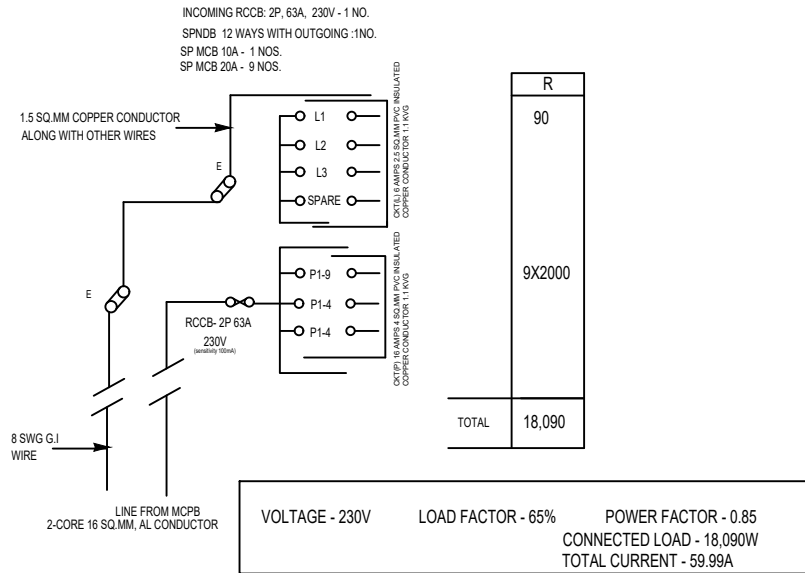 INCOMING RCCB: 2P, 63A, 230V - 1 NO.
SPNDB 12 WAYS WITH OUTGOING :1NO.
SP MCB 10A - 1 NOS.
SP MCB 20A - 9 NOS.
1.5 SQ.MM COPPER CONDUCTOR
ALONG WITH OTHER WIRES
E
L1
L2
L3
SPARE
CKT(L) 6 AMPS 2.5 SQ.MM PVC INSULATED
COPPER CONDUCTOR 1.1 KVG
E
P1-9
P1-4
P1-4
CKT(P) 16 AMPS 4 SQ.MM PVC INSULATED
COPPER CONDUCTOR 1.1 KVG
RCCB- 2P 63A
230V
(sensitivity 100mA)
8 SWG G.I
WIRE
LINE FROM MCPB
2-CORE 16 SQ.MM, AL CONDUCTOR
R
90
9X2000
TOTAL 18,090
VOLTAGE - 230V LOAD FACTOR - 65% POWER FACTOR - 0.85
CONNECTED LOAD - 18,090W
TOTAL CURRENT - 59.99A